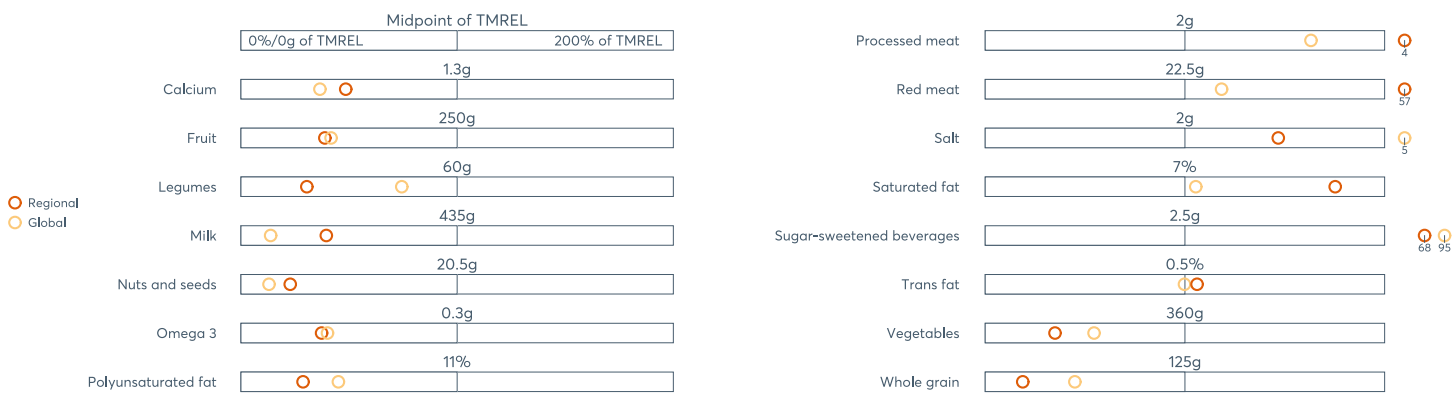 Midpoint of TMREL
0%/0g of TMREL 200% of TMREL
1.3g
Calcium
250g
Fruit
60g
Legumes
435g
Milk
20.5g
Nuts and seeds
0.3g
Omega 3
11%
Polyunsaturated fat
Regional
Global
2g
Processed meat
4
22.5g
Red meat
57
2g
Salt
5
7%
Saturated fat
2.5g
Sugar-sweetened beverages
68 95
0.5%
Trans fat
360g
Vegetables
125g
Whole grain